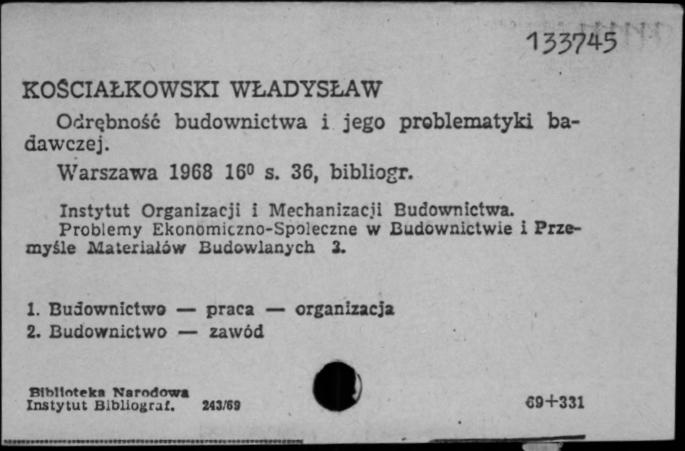 133745
KOŚCIAŁKOWSKI WŁADYSŁAW
Odrębność budownictwa i jego problematyki ba-
dawczej.
Warszawa 1968 16⁰ s. 36, bibliogr.
Instytut Organizacji i Mechanizacji Budownictwa.
Problemy Ekonomiczno-Społeczne w Budownictwie i Prze-
myśle Materiałów Budowlanych 3.
1. Budownictwo — praca — organizacja
2. Budownictwo — zawód
Biblioteka Narodowa
Instytut Bibliograf. 243/69 69+331